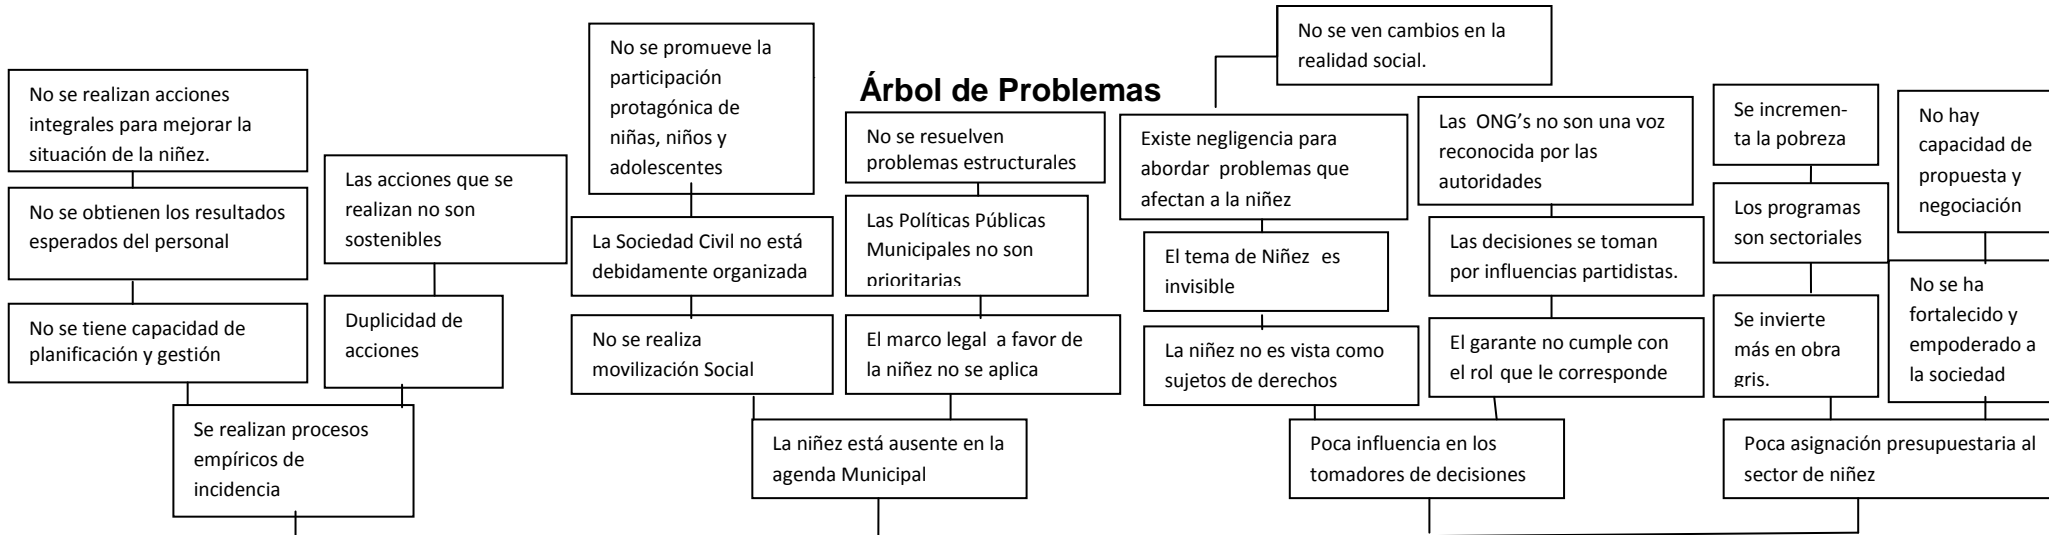 Árbol de Problemas
No se realizan acciones
integrales para mejorar la
situación de la niñez.
No se obtienen los resultados
esperados del personal
No se tiene capacidad de
planificación y gestión
Las acciones que se
realizan no son
sostenibles
Duplicidad de
acciones
Se realizan procesos
empíricos de
incidencia
No se promueve la
participación
protagónica de
niñas, niños y
adolescentes
La Sociedad Civil no está
debidamente organizada
No se realiza
movilización Social
No se resuelven
problemas estructurales
Las Políticas Públicas
Municipales no son
prioritarias
El marco legal a favor de
la niñez no se aplica
La niñez está ausente en la
agenda Municipal
No se ven cambios en la
realidad social.
Existe negligencia para
abordar problemas que
afectan a la niñez
El tema de Niñez es
invisible
La niñez no es vista como
sujetos de derechos
Las ONG's no son una voz
reconocida por las
autoridades
Las decisiones se toman
por influencias partidistas.
El garante no cumple con
el rol que le corresponde
Poca influencia en los
tomadores de decisiones
Se incremen-
ta la pobreza
Los programas
son sectoriales
Se invierte
más en obra
gris.
No hay
capacidad de
propuesta y
negociación
No se ha
fortalecido y
empoderado a
la sociedad
Poca asignación presupuestaria al
sector de niñez